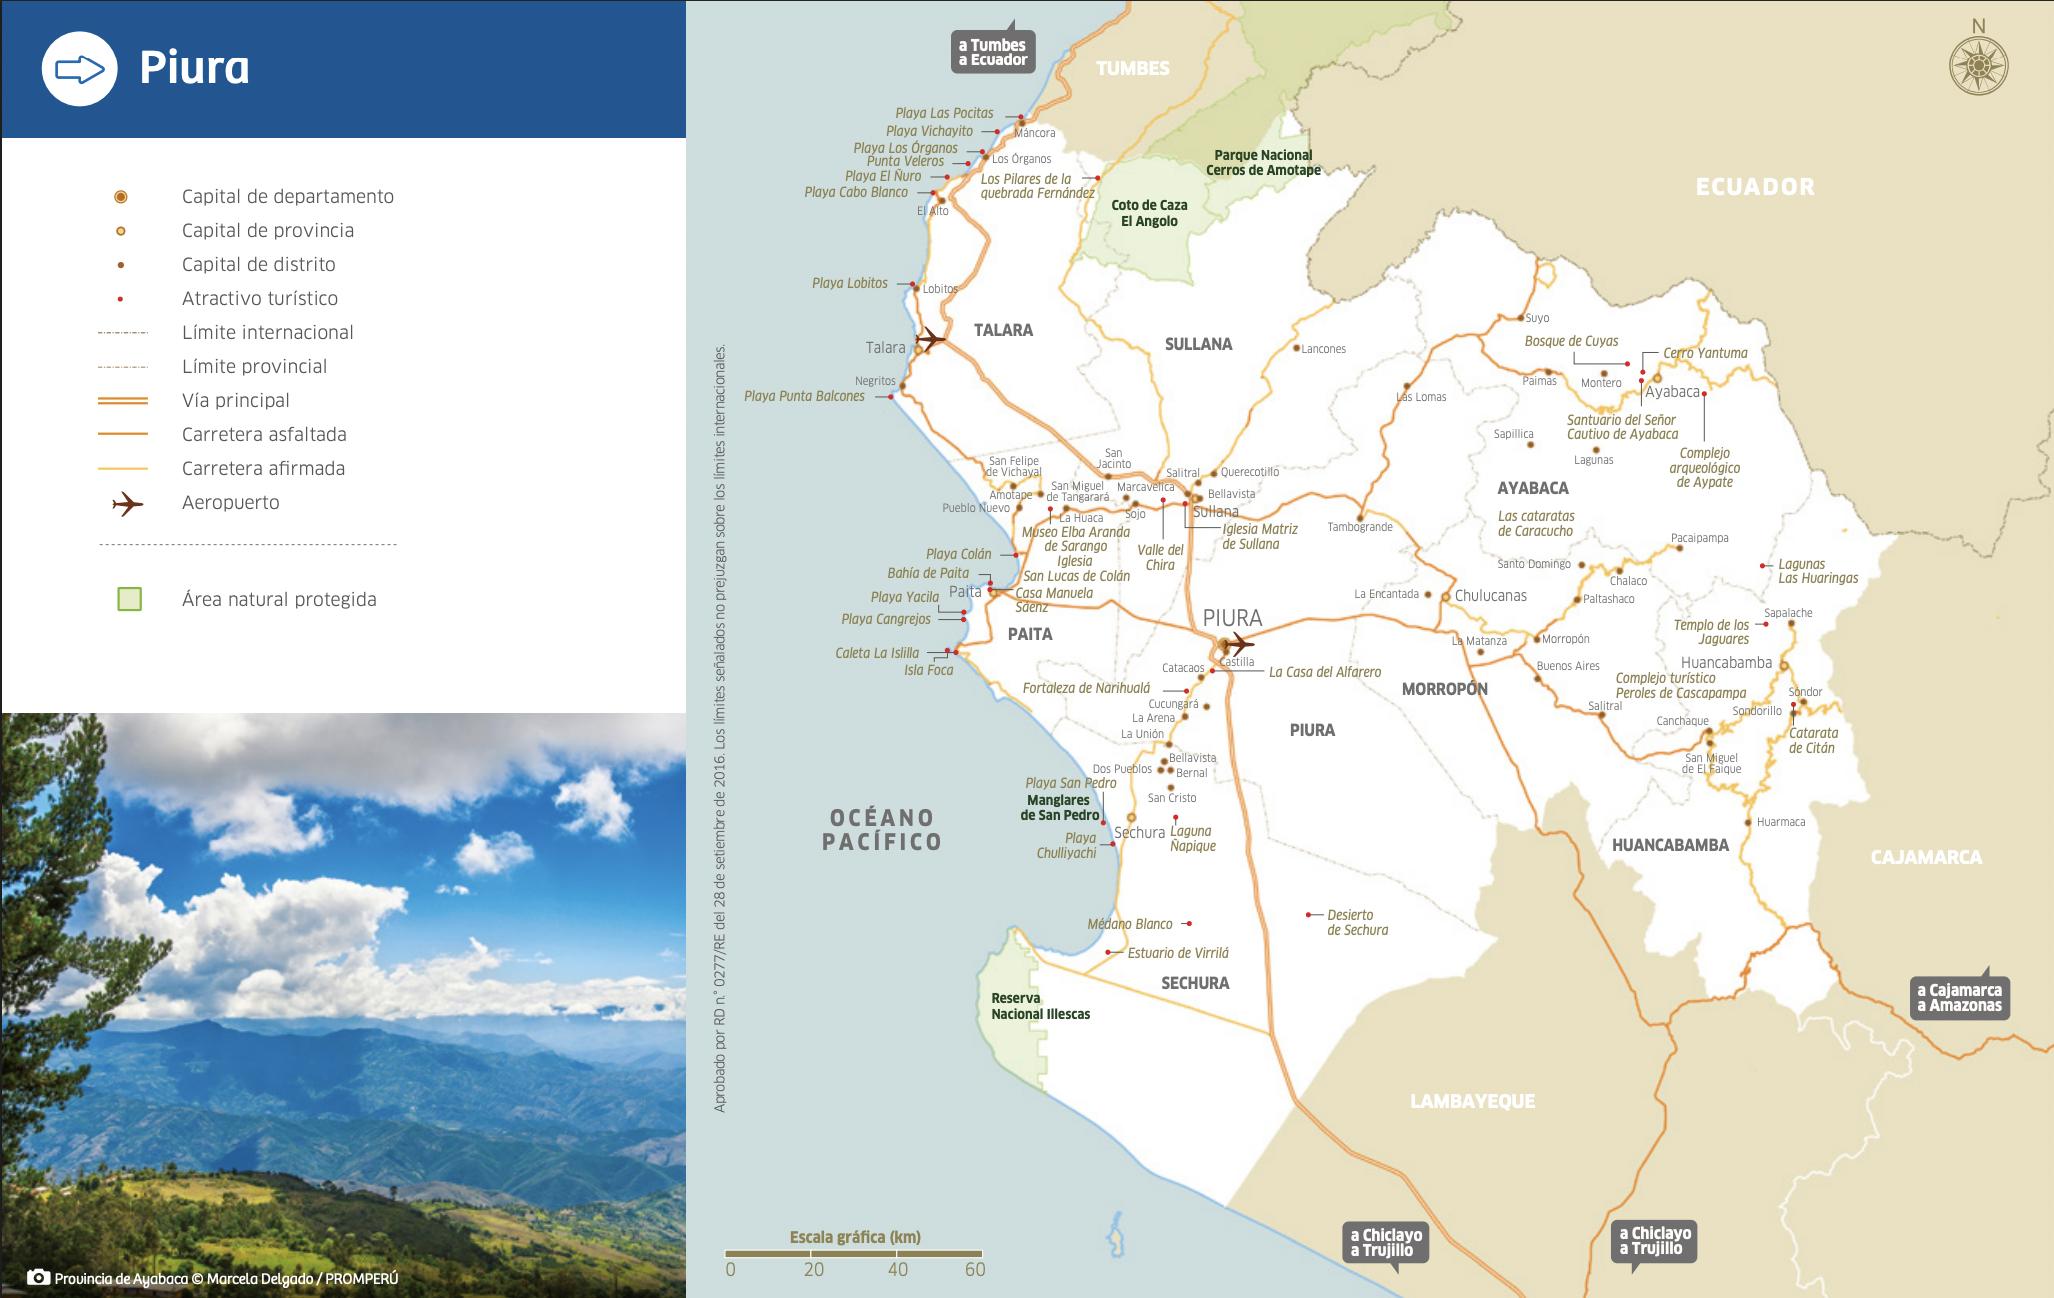 Piura
Capital de departamento
Capital de provincia
Capital de distrito
Atractivo turístico
Límite internacional
Límite provincial
Vía principal
Carretera asfaltada
Carretera afirmada
Aeropuerto
Área natural protegida
Provincia de Ayabaca © Marcela Delgado / PROMPERÚ
Aprobado por RD n.° 0277/RE del 28 de setiembre de 2016. Los límites señalados no prejuzgan sobre los límites internacionales.
a Tumbes
a Ecuador
TUMBES
N
ECUADOR
Playa Las Pocitas
Playa Vichayito
Máncora
Playa Los Órganos
Punta Veleros
Los Órganos
Playa El Ñuro
Playa Cabo Blanco
El Alto
Los Pilares de la
quebrada Fernández
Parque Nacional
Cerros de Amotape
Coto de Caza
El Angolo
Playa Lobitos
Lobitos
TALARA
SULLANA
Talara
Lancones
Negritos
Playa Punta Balcones
Suyo
Bosque de Cuyas
Cerro Yantuma
Paimas
Montero
Ayabaca
Las Lomas
Santuario del Señor
Cautivo de Ayabaca
Sapillica
Lagunas
Complejo
arqueológico
de Aypate
AYABACA
Las cataratas
de Caracucho
San Felipe
de Vichayal
San
Jacinto
Salitral
Querecotillo
Amotape
San Miguel
de Tangarará
Marcavelica
Bellavista
Pueblo Nuevo
La Huaca
Sojo
Sullana
Museo Elba Aranda
de Sarango
Iglesia
San Lucas de Colán
Valle del
Chira
Iglesia Matriz
de Sullana
Tambogrande
Playa Colán
Bahía de Paita
Paita
Casa Manuela
Sáenz
Playa Yacila
Playa Cangrejos
PAITA
Caleta La Islilla
Isla Foca
Pacaipampa
Santo Domingo
Chalaco
Lagunas
Las Huaringas
La Encantada
Chulucanas
Paltashaco
Sapalache
Templo de los
Jaguares
PIURA
Castilla
Catacaos
La Casa del Alfarero
La Matanza
Morropón
Buenos Aires
Huancabamba
Complejo turístico
Peroles de Cascapampa
Fortaleza de Narihualá
MORROPÓN
Cucungará
La Arena
Salitral
Sondor
Sondorillo
Canchaque
Catarata
de Citán
PIURA
La Unión
San Miguel
de El Faique
Bellavista
Dos Pueblos
Bernal
Playa San Pedro
San Cristo
Manglares
de San Pedro
OCÉANO
PACÍFICO
Sechura
Laguna
Ñapique
Playa
Chulliyachi
Huarmaca
HUANCABAMBA
CAJAMARCA
Médano Blanco
Desierto
de Sechura
Estuario de Virrilá
SECHURA
Reserva
Nacional Illescas
a Cajamarca
a Amazonas
LAMBAYEQUE
Escala gráfica (km)
0 20 40 60
a Chiclayo
a Trujillo
a Chiclayo
a Trujillo